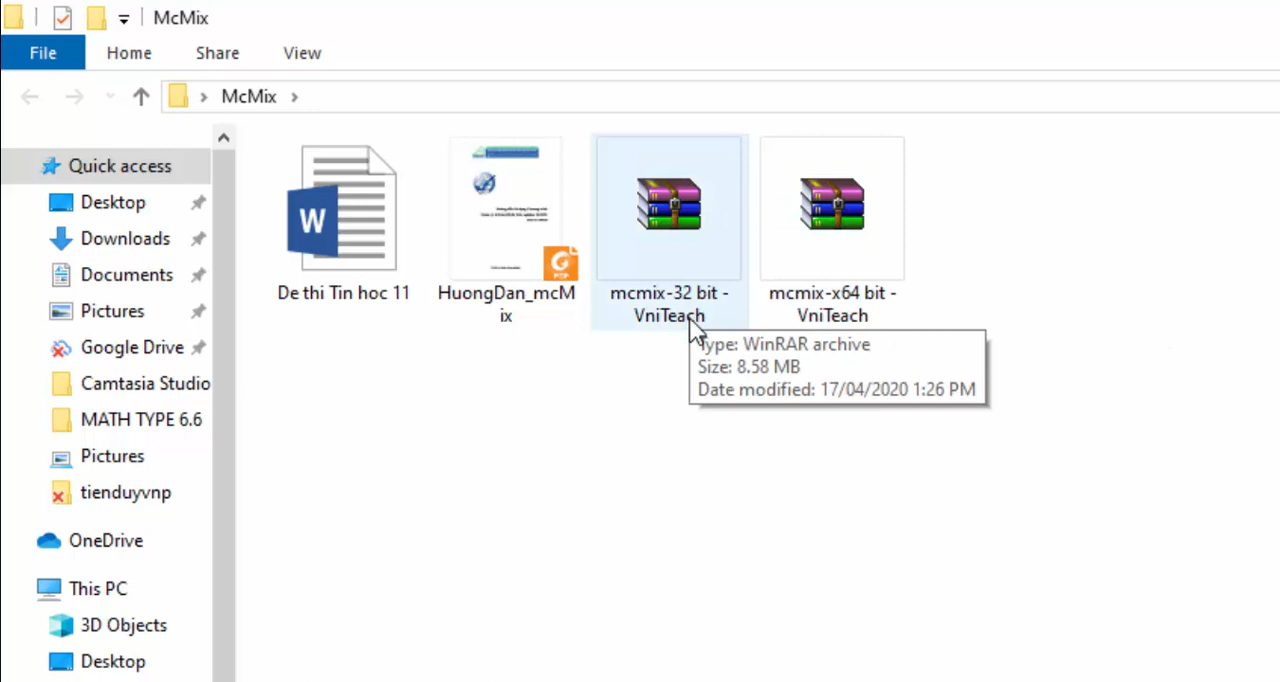 McMix
File
Home
Share
View
McMix
Quick access
Desktop
Downloads
Documents
Pictures
Google Drive
Camtasia Studio
MATH TYPE 6.6
Pictures
tienduyvnp
OneDrive
This PC
3D Objects
Desktop
W
De thi Tin hoc 11
PDF
HuongDan_mcM
ix
mcmix-32 bit -
VniTeach
mcmix-x64 bit -
VniTeach
Type: WinRAR archive
Size: 8.58 MB
Date modified: 17/04/2020 1:26 PM